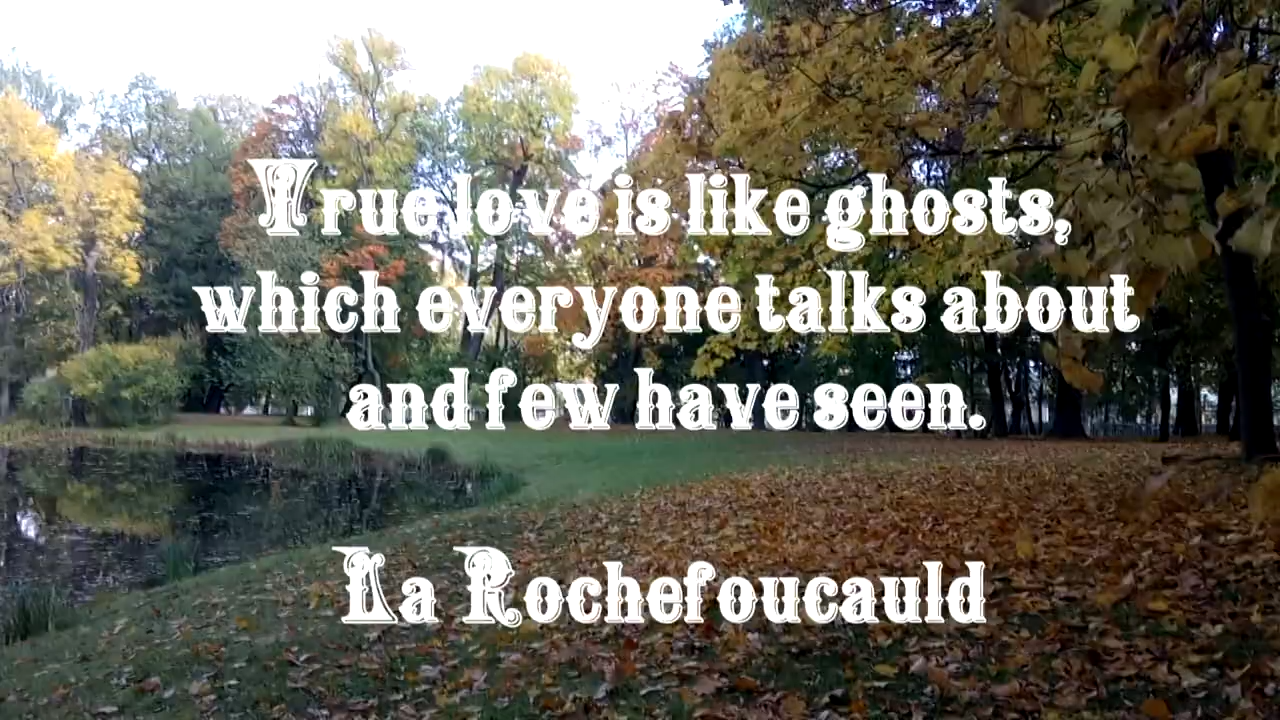 True love is like ghosts,
which everyone talks about
and few have seen.
La Rochefoucauld